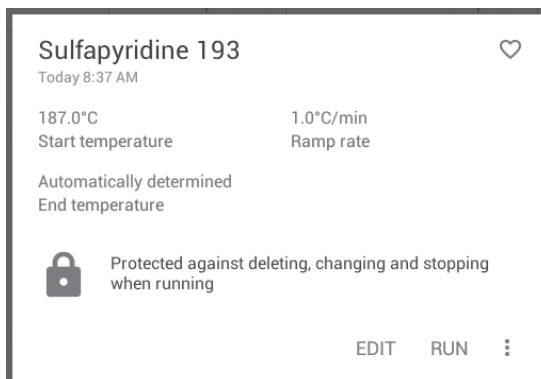 Sulfapyridine 193
Today 8:37 AM
187.0°C 1.0°C/min
Start temperature Ramp rate
Automatically determined
End temperature
Protected against deleting, changing and stopping
when running
EDIT RUN